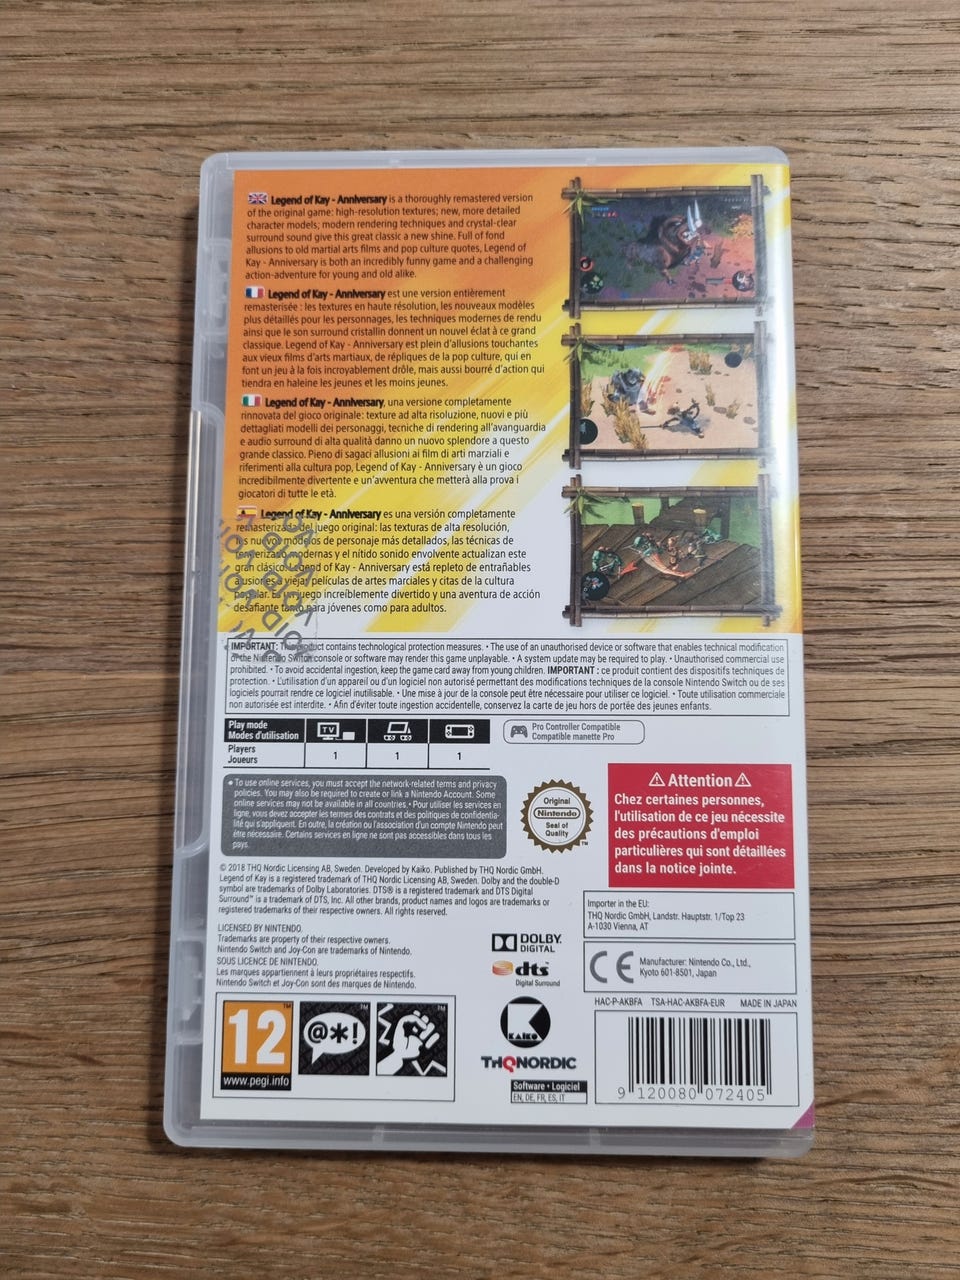 Legend of Kay - Anniversary is a thoroughly remastered version
of the original game: high-resolution textures; new, more detailed
character models; modern rendering techniques and crystal-clear
surround sound give this great classic a new shine. Full of fond
allusions to old martial arts films and pop culture quotes, Legend of
Kay - Anniversary is both an incredibly funny game and a challenging
action-adventure for young and old alike.
Legend of Kay - Anniversary est une version entièrement
remasterisée : les textures en haute résolution, les nouveaux modèles
plus détaillés pour les personnages, les techniques modernes de rendu
ainsi que le son surround cristallin donnent un nouvel éclat à ce grand
classique. Legend of Kay - Anniversary est plein d'allusions touchantes
aux vieux films d'arts martiaux, de répliques de la pop culture, qui en
font un jeu à la fois incroyablement drôle, mais aussi bourré d'action qui
tiendra en haleine les jeunes et les moins jeunes.
Legend of Kay - Anniversary, una versione completamente
rinnovata del gioco originale: texture ad alta risoluzione, nuovi e più
dettagliati modelli dei personaggi, tecniche di rendering all'avanguardia
e audio surround di alta qualità danno un nuovo splendore a questo
grande classico. Pieno di sagaci allusioni ai film di arti marziali e
riferimenti alla cultura pop, Legend of Kay - Anniversary è un gioco
incredibilmente divertente e un'avventura che metterà alla prova i
giocatori di tutte le età.
Legend of Kay - Anniversary es una versión completamente
remasterizada del juego original: las texturas de alta resolución,
los nuevos modelos de personaje más detallados, las técnicas de
renderizado modernas y el nítido sonido envolvente actualizan este
gran clásico. Legend of Kay - Anniversary está repleto de entrañables
alusiones a viejas películas de artes marciales y citas de la cultura
popular. Es un juego increíblemente divertido y una aventura de acción
desafiante tanto para jóvenes como para adultos.
VOID VOID
IMPORTANT: This product contains technological protection measures. • The use of an unauthorised device or software that enables technical modification
of the Nintendo Switch console or software may render this game unplayable. • A system update may be required to play. • Unauthorised commercial use
prohibited. • To avoid accidental ingestion, keep the game card away from young children. IMPORTANT : ce produit contient des dispositifs techniques de
protection. • L'utilisation d'un appareil ou d'un logiciel non autorisé permettant des modifications techniques de la console Nintendo Switch ou de ses
logiciels pourrait rendre ce logiciel inutilisable. • Une mise à jour de la console peut être nécessaire pour utiliser ce logiciel. • Toute utilisation commerciale
non autorisée est interdite. • Afin d'éviter toute ingestion accidentelle, conservez la carte de jeu hors de portée des jeunes enfants.
Play mode
Modes d'utilisation
TV
Players
Joueurs
1 1 1
Pro Controller Compatible
Compatible manette Pro
• To use online services, you must accept the network-related terms and privacy
policies. You may also be required to create or link a Nintendo Account. Some
online services may not be available in all countries. • Pour utiliser les services en
ligne, vous devez accepter les termes des contrats et des politiques de confidentia-
lité qui s'appliquent. En outre, la création ou l'association d'un compte Nintendo peut
être nécessaire. Certains services en ligne ne sont pas accessibles dans tous les
pays.
Original
Nintendo
Seal of
Quality
TM
Attention
Chez certaines personnes,
l'utilisation de ce jeu nécessite
des précautions d'emploi
particulières qui sont détaillées
dans la notice jointe.
© 2018 THQ Nordic Licensing AB, Sweden. Developed by Kaiko. Published by THQ Nordic GmbH.
Legend of Kay is a registered trademark of THQ Nordic Licensing AB, Sweden. Dolby and the double-D
symbol are trademarks of Dolby Laboratories. DTS® is a registered trademark and DTS Digital
Surround™ is a trademark of DTS, Inc. All other brands, product names and logos are trademarks or
registered trademarks of their respective owners. All rights reserved.
LICENSED BY NINTENDO.
Trademarks are property of their respective owners.
Nintendo Switch and Joy-Con are trademarks of Nintendo.
SOUS LICENCE DE NINTENDO.
Les marques appartiennent à leurs propriétaires respectifs.
Nintendo Switch et Joy-Con sont des marques de Nintendo.
DOLBY
DIGITAL
dts
Digital Surround
Importer in the EU:
THQ Nordic GmbH, Landstr. Hauptstr. 1/Top 23
A-1030 Vienna, AT
CE
Manufacturer: Nintendo Co., Ltd.,
Kyoto 601-8501, Japan
HAC-P-AKBFA TSA-HAC-AKBFA-EUR MADE IN JAPAN
12
www.pegi.info
@*!
KAIKO
THQNORDIC
Software • Logiciel
EN, DE, FR, ES, IT
9 120080 072405